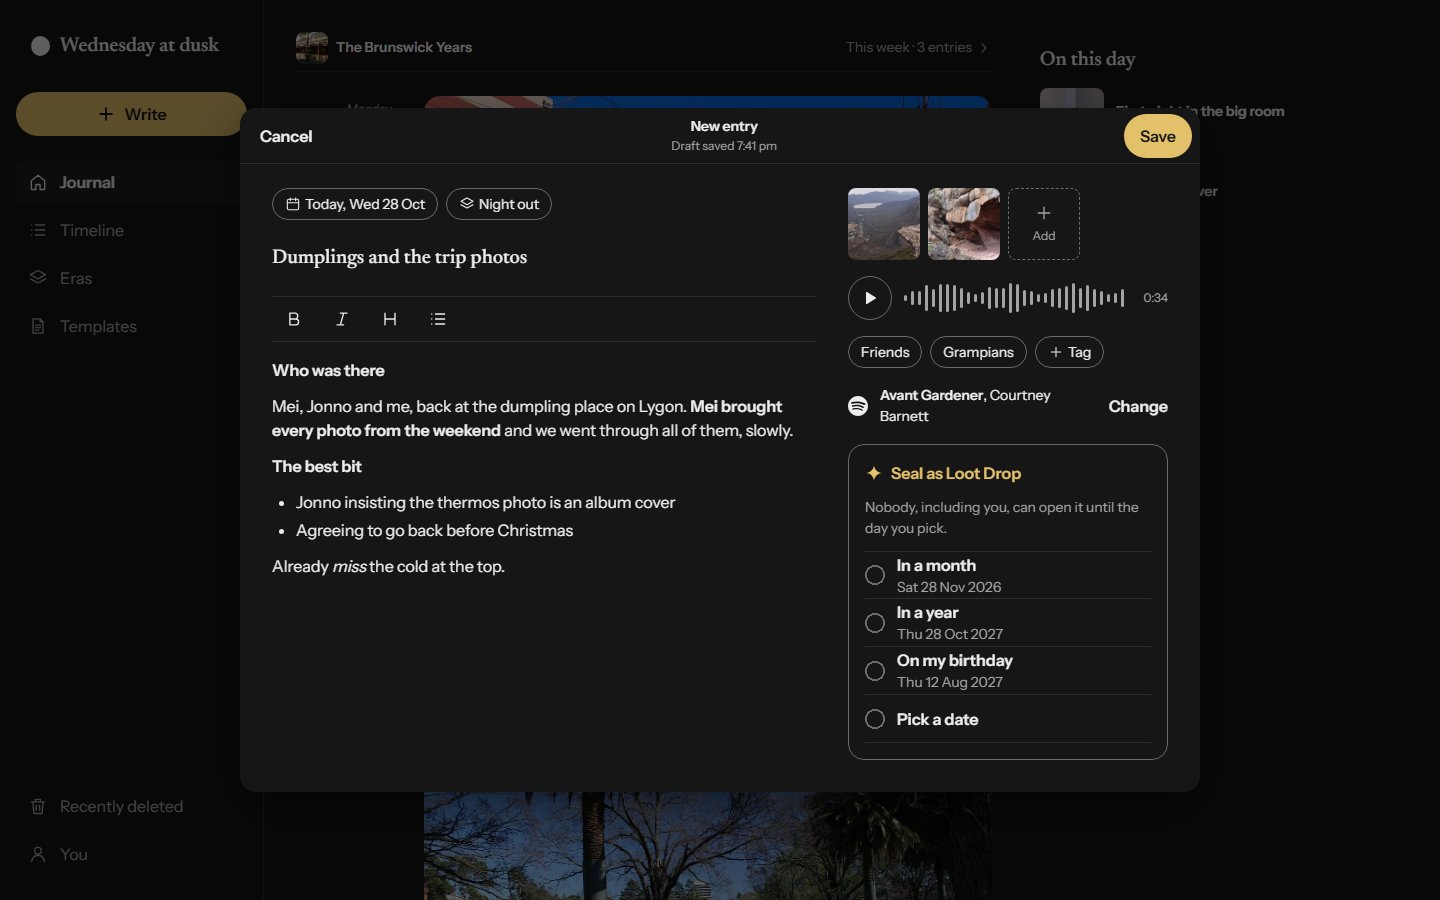 Wednesday at dusk
Write
Journal
Timeline
Eras
Templates
Recently deleted
You
The Brunswick Years
This week · 3 entries
Monday
On this day
in the big room
Cancel
New entry
Draft saved 7:41 pm
Save
Today, Wed 28 Oct
Night out
Dumplings and the trip photos
B I H
Who was there
Mei, Jonno and me, back at the dumpling place on Lygon. Mei brought
every photo from the weekend and we went through all of them, slowly.
The best bit
• Jonno insisting the thermos photo is an album cover
• Agreeing to go back before Christmas
Already miss the cold at the top.
Add
0:34
Friends
Grampians
+ Tag
Avant Gardener, Courtney
Barnett
Change
Seal as Loot Drop
Nobody, including you, can open it until the
day you pick.
In a month
Sat 28 Nov 2026
In a year
Thu 28 Oct 2027
On my birthday
Thu 12 Aug 2027
Pick a date